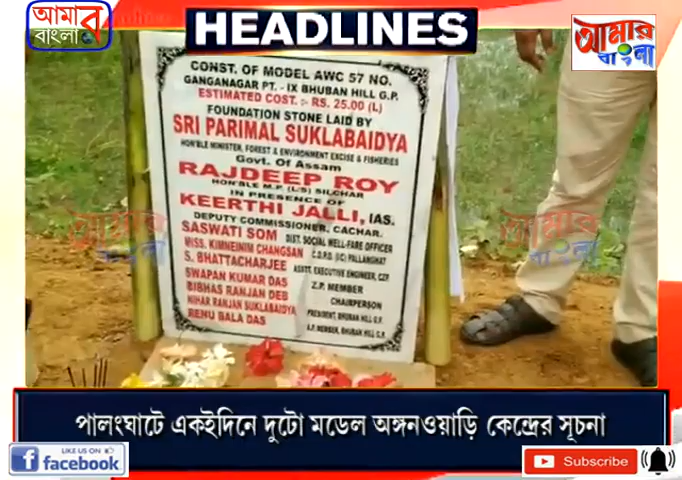 আমার
বাংলা
HEADLINES
আমার
বাংলা
CONST. OF MODEL AWC 57 NO.
GANGANAGAR PT. - IX BHUBAN HILL G.P.
ESTIMATED COST :- RS. 25.00 (L)
FOUNDATION STONE LAID BY
SRI PARIMAL SUKLABAIDYA
HON'BLE MINISTER, FOREST & ENVIRONMENT EXCISE & FISHERIES
Govt. Of Assam
RAJDEEP ROY
HON'BLE M.P. (L/S) SILCHAR
IN PRESENCE OF
KEERTHI JALLI, IAS.
DEPUTY COMMISSIONER, CACHAR.
SASWATI SOM DIST. SOCIAL WELL-FARE OFFICER
MISS. KIMNEINIM CHANGSAN C.D.P.O. (IC) PALLANGHAT
S. BHATTACHARJEE ASSTT. EXECUTIVE ENGINEER, CZP
SWAPAN KUMAR DAS Z.P. MEMBER
BIBHAS RANJAN DEB CHAIRPERSON
NIHAR RANJAN SUKLABAIDYA PRESIDENT, BHUBAN HILL G.P.
RENU BALA DAS A.P. MEMBER, BHUBAN HILL G.P.
আমার
বাংলা
আমার
বাংলা
পালংঘাটে একইদিনে দুটো মডেল অঙ্গনওয়াড়ি কেন্দ্রের সূচনা
LIKE US ON
facebook
Subscribe